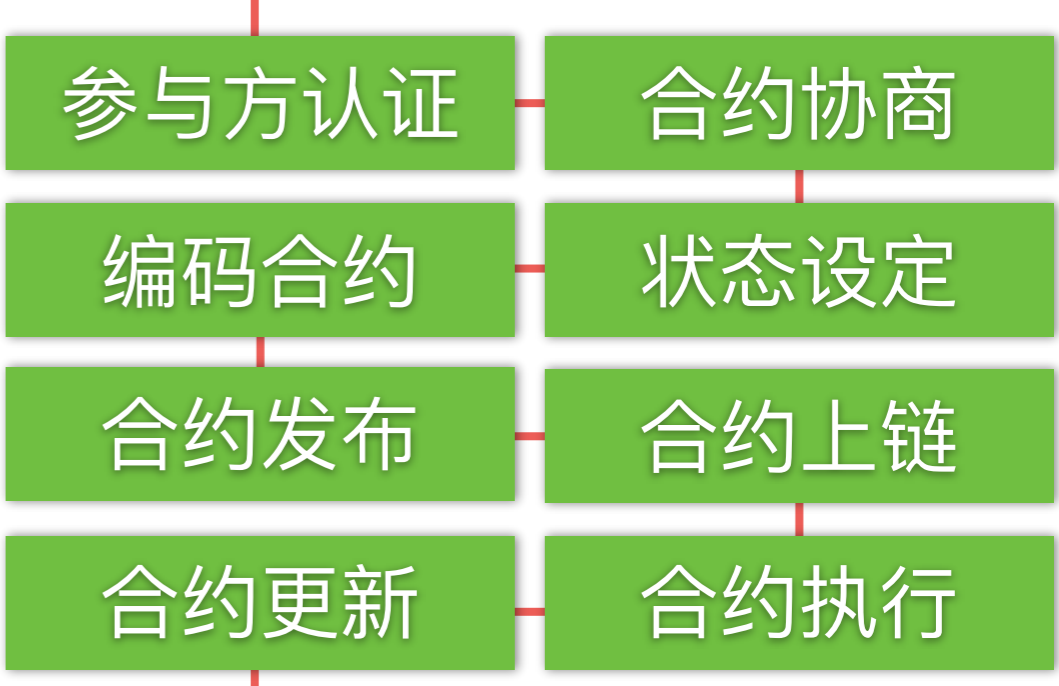 参与方认证
合约协商
编码合约
状态设定
合约发布
合约上链
合约更新
合约执行